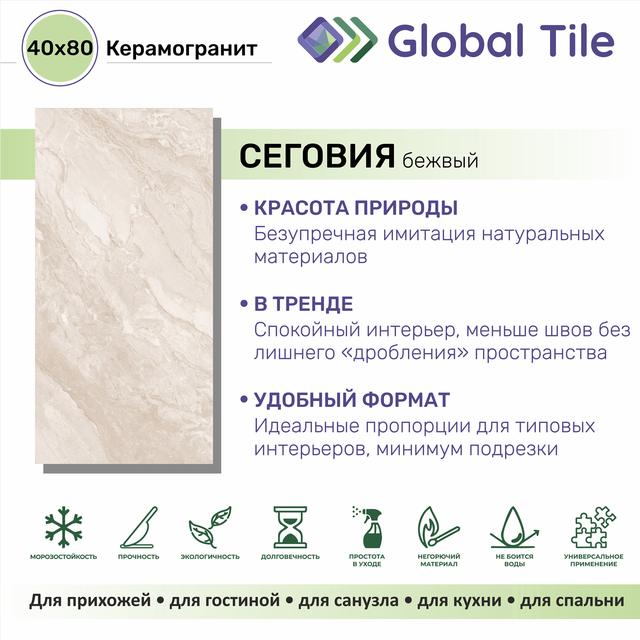 40x80 Керамогранит
Global Tile
СЕГОВИЯ бежвый
• КРАСОТА ПРИРОДЫ
Безупречная имитация натуральных
материалов
• В ТРЕНДЕ
Спокойный интерьер, меньше швов без
лишнего «дробления» пространства
• УДОБНЫЙ ФОРМАТ
Идеальные пропорции для типовых
интерьеров, минимум подрезки
МОРОЗОСТОЙКОСТЬ
ПРОЧНОСТЬ
ЭКОЛОГИЧНОСТЬ
ДОЛГОВЕЧНОСТЬ
ПРОСТОТА
В УХОДЕ
НЕГОРЮЧИЙ
МАТЕРИАЛ
НЕ БОИТСЯ
ВОДЫ
УНИВЕРСАЛЬНОЕ
ПРИМЕНЕНИЕ
Для прихожей • для гостиной • для санузла • для кухни • для спальни